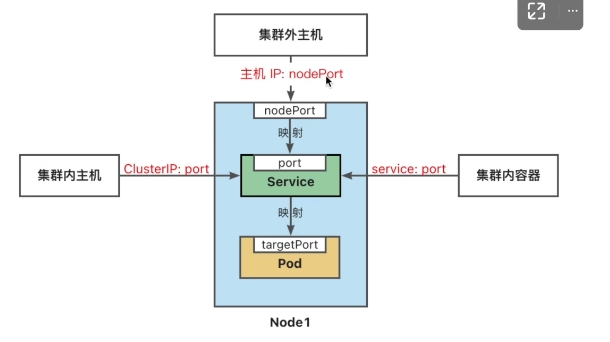 集群外主机
主机 IP: nodePort
nodePort
映 射
port
Service
集群内主机
ClusterIP: port
service: port
集群内容器
映 射
targetPort
Pod
Node1